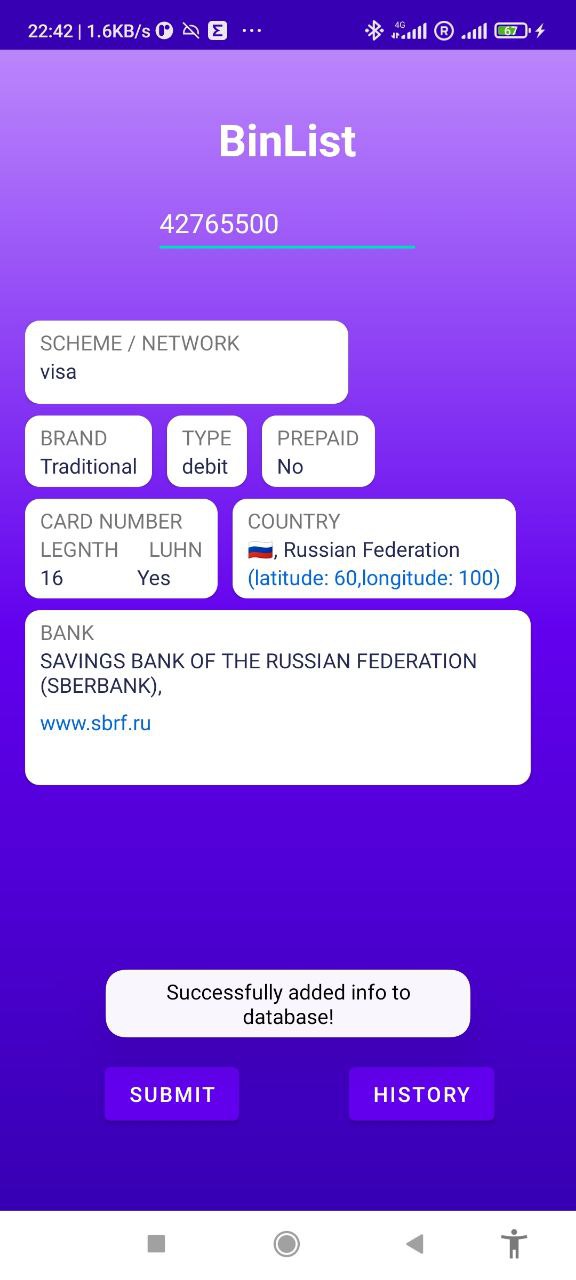 22:42 | 1.6KB/s ...
4G R 67
BinList
42765500
SCHEME / NETWORK
visa
BRAND TYPE PREPAID
Traditional debit No
CARD NUMBER COUNTRY
LEGNTH LUHN 🇷🇺, Russian Federation
16 Yes (latitude: 60,longitude: 100)
BANK
SAVINGS BANK OF THE RUSSIAN FEDERATION
(SBERBANK),
www.sbrf.ru
Successfully added info to
database!
SUBMIT HISTORY